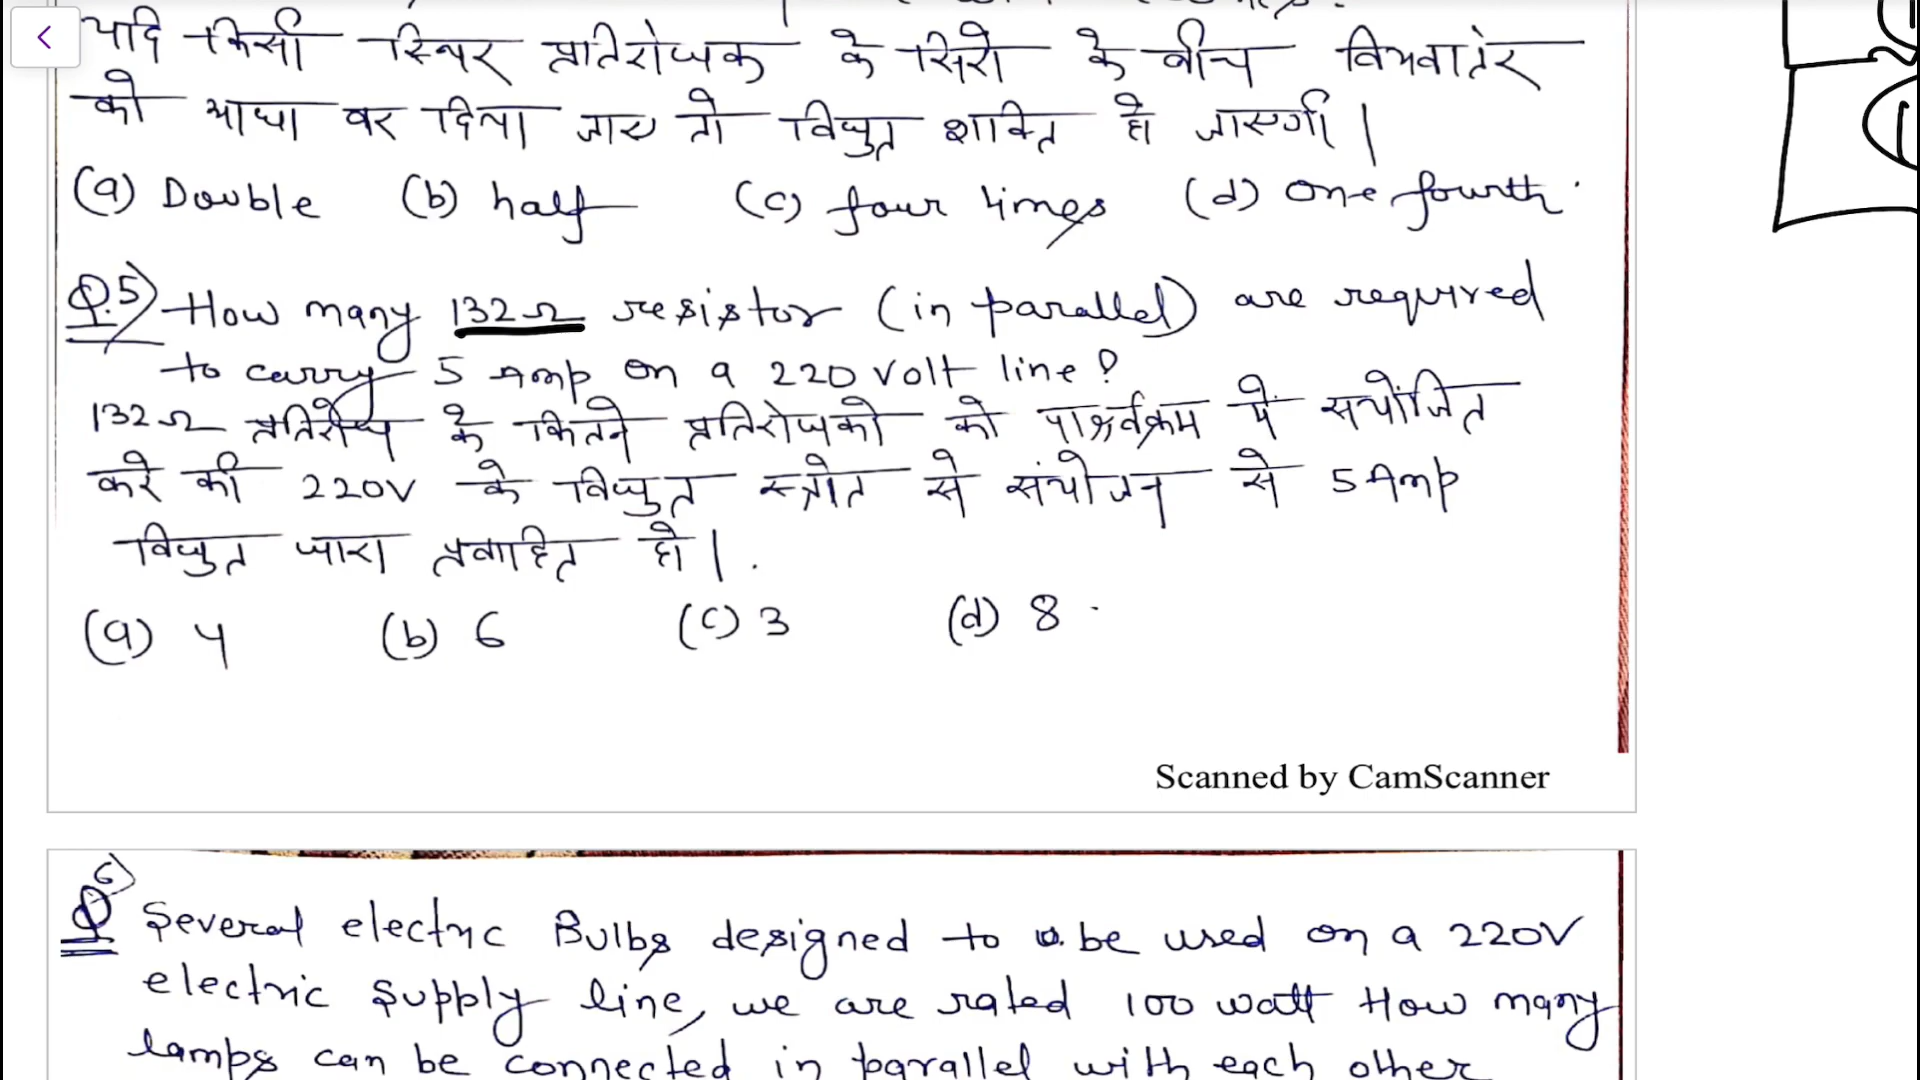 यदि किसी स्थिर प्रतिरोधक के सिरो के बीच विभवांतर
को आधा कर दिया जाए तो विधुत शक्ति हो जाएगी |
(a) Double (b) half (c) four times (d) one fourth.
Q.5) How many 132Ω resistor (in parallel) are required
to carry 5 Amp on a 220 Volt line?
132Ω प्रतिरोध के कितने प्रतिरोधको को पार्श्र्वक्रम में संयोजित
करे की 220V के विधुत स्त्रोत से संयोजन से 5 Amp
विधुत धारा प्रवाहित हो |.
(a) 4 (b) 6 (c) 3 (d) 8.
Scanned by CamScanner
Q 6) Several electric Bulbs designed to be used on a 220V
electric supply line, we are rated 100 watt How many
lamps can be connected in parallel with each other